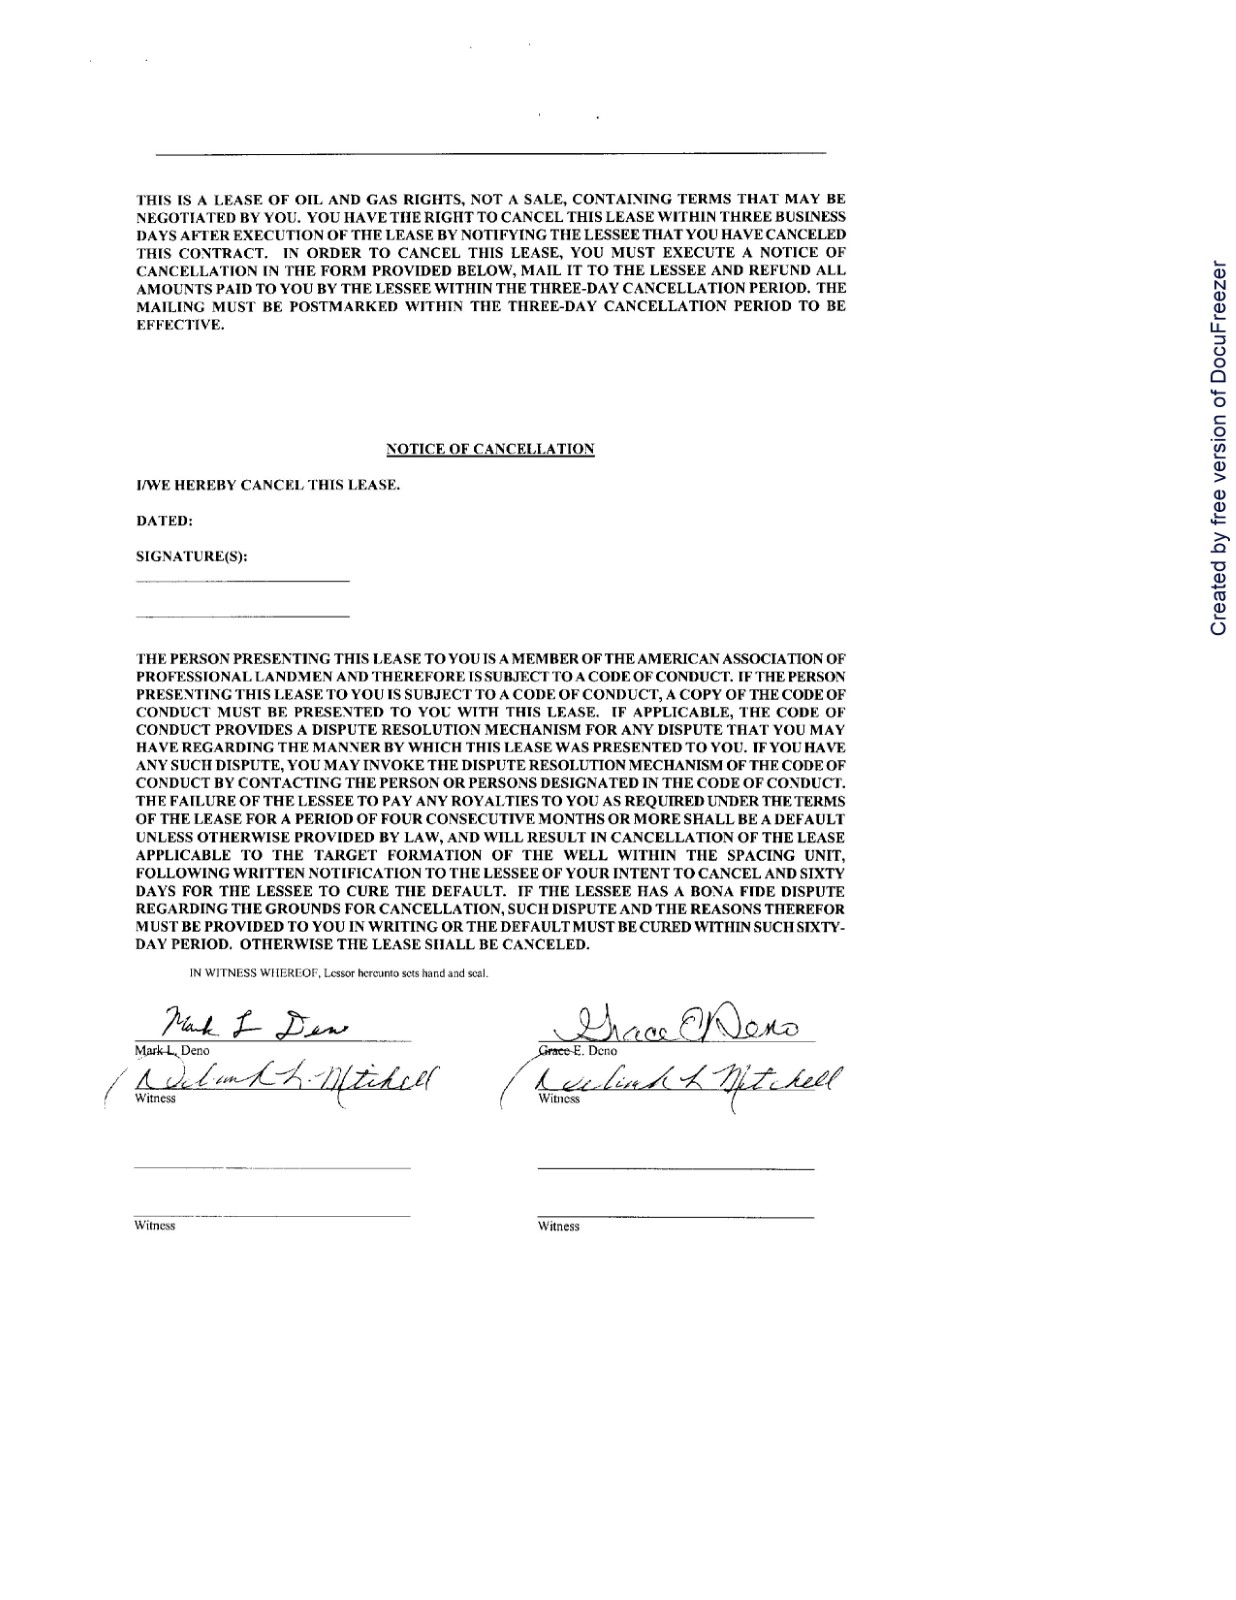 THIS IS A LEASE OF OIL AND GAS RIGHTS, NOT A SALE, CONTAINING TERMS THAT MAY BE
NEGOTIATED BY YOU. YOU HAVE THE RIGHT TO CANCEL THIS LEASE WITHIN THREE BUSINESS
DAYS AFTER EXECUTION OF THE LEASE BY NOTIFYING THE LESSEE THAT YOU HAVE CANCELED
THIS CONTRACT. IN ORDER TO CANCEL THIS LEASE, YOU MUST EXECUTE A NOTICE OF
CANCELLATION IN THE FORM PROVIDED BELOW, MAIL IT TO THE LESSEE AND REFUND ALL
AMOUNTS PAID TO YOU BY THE LESSEE WITHIN THE THREE-DAY CANCELLATION PERIOD. THE
MAILING MUST BE POSTMARKED WITHIN THE THREE-DAY CANCELLATION PERIOD TO BE
EFFECTIVE.
NOTICE OF CANCELLATION
I/WE HEREBY CANCEL THIS LEASE.
DATED:
SIGNATURE(S):
THE PERSON PRESENTING THIS LEASE TO YOU IS A MEMBER OF THE AMERICAN ASSOCIATION OF
PROFESSIONAL LANDMEN AND THEREFORE IS SUBJECT TO A CODE OF CONDUCT. IF THE PERSON
PRESENTING THIS LEASE TO YOU IS SUBJECT TO A CODE OF CONDUCT, A COPY OF THE CODE OF
CONDUCT MUST BE PRESENTED TO YOU WITH THIS LEASE. IF APPLICABLE, THE CODE OF
CONDUCT PROVIDES A DISPUTE RESOLUTION MECHANISM FOR ANY DISPUTE THAT YOU MAY
HAVE REGARDING THE MANNER BY WHICH THIS LEASE WAS PRESENTED TO YOU. IF YOU HAVE
ANY SUCH DISPUTE, YOU MAY INVOKE THE DISPUTE RESOLUTION MECHANISM OF THE CODE OF
CONDUCT BY CONTACTING THE PERSON OR PERSONS DESIGNATED IN THE CODE OF CONDUCT.
THE FAILURE OF THE LESSEE TO PAY ANY ROYALTIES TO YOU AS REQUIRED UNDER THE TERMS
OF THE LEASE FOR A PERIOD OF FOUR CONSECUTIVE MONTHS OR MORE SHALL BE A DEFAULT
UNLESS OTHERWISE PROVIDED BY LAW, AND WILL RESULT IN CANCELLATION OF THE LEASE
APPLICABLE TO THE TARGET FORMATION OF THE WELL WITHIN THE SPACING UNIT,
FOLLOWING WRITTEN NOTIFICATION TO THE LESSEE OF YOUR INTENT TO CANCEL AND SIXTY
DAYS FOR THE LESSEE TO CURE THE DEFAULT. IF THE LESSEE HAS A BONA FIDE DISPUTE
REGARDING THE GROUNDS FOR CANCELLATION, SUCH DISPUTE AND THE REASONS THEREFOR
MUST BE PROVIDED TO YOU IN WRITING OR THE DEFAULT MUST BE CURED WITHIN SUCH SIXTY-
DAY PERIOD. OTHERWISE THE LEASE SHALL BE CANCELED.
IN WITNESS WHEREOF, Lessor hereunto sets hand and seal.
Mark L Deno
Grace E Deno
Mark L. Deno
Grace E. Deno
L. Mitchell
L Mitchell
Witness
Witness
Witness
Witness
Created by free version of DocuFreezer